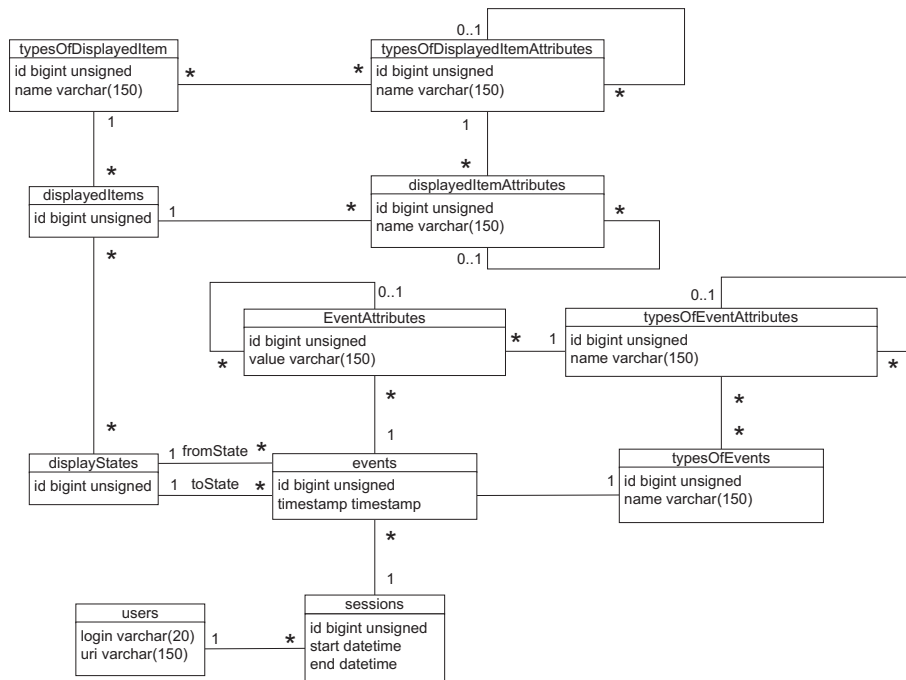 0..1
typesOfDisplayedItem
id bigint unsigned
name varchar(150)
*
*
typesOfDisplayedItemAttributes
id bigint unsigned
name varchar(150)
*
1
*
1
*
displayedItems
id bigint unsigned
1
*
displayedItemAttributes
id bigint unsigned
name varchar(150)
*
0..1
*
0..1
EventAttributes
id bigint unsigned
value varchar(150)
*
*
1
0..1
typesOfEventAttributes
id bigint unsigned
name varchar(150)
*
*
1
*
*
*
displayStates
id bigint unsigned
1 fromState *
1 toState *
events
id bigint unsigned
timestamp timestamp
1
typesOfEvents
id bigint unsigned
name varchar(150)
*
1
users
login varchar(20)
uri varchar(150)
1
*
sessions
id bigint unsigned
start datetime
end datetime